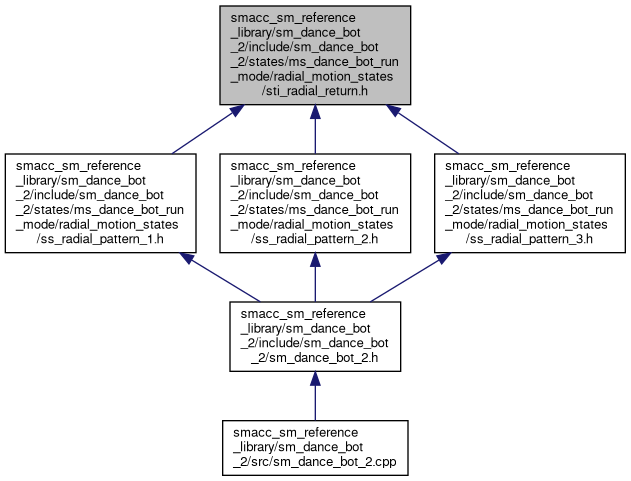 smacc_sm_reference
_library/sm_dance_bot
_2/include/sm_dance_bot
_2/states/ms_dance_bot_run
_mode/radial_motion_states
/sti_radial_return.h
smacc_sm_reference
_library/sm_dance_bot
_2/include/sm_dance_bot
_2/states/ms_dance_bot_run
_mode/radial_motion_states
/ss_radial_pattern_1.h
smacc_sm_reference
_library/sm_dance_bot
_2/include/sm_dance_bot
_2/states/ms_dance_bot_run
_mode/radial_motion_states
/ss_radial_pattern_2.h
smacc_sm_reference
_library/sm_dance_bot
_2/include/sm_dance_bot
_2/states/ms_dance_bot_run
_mode/radial_motion_states
/ss_radial_pattern_3.h
smacc_sm_reference
_library/sm_dance_bot
_2/include/sm_dance_bot
_2/sm_dance_bot_2.h
smacc_sm_reference
_library/sm_dance_bot
_2/src/sm_dance_bot_2.cpp